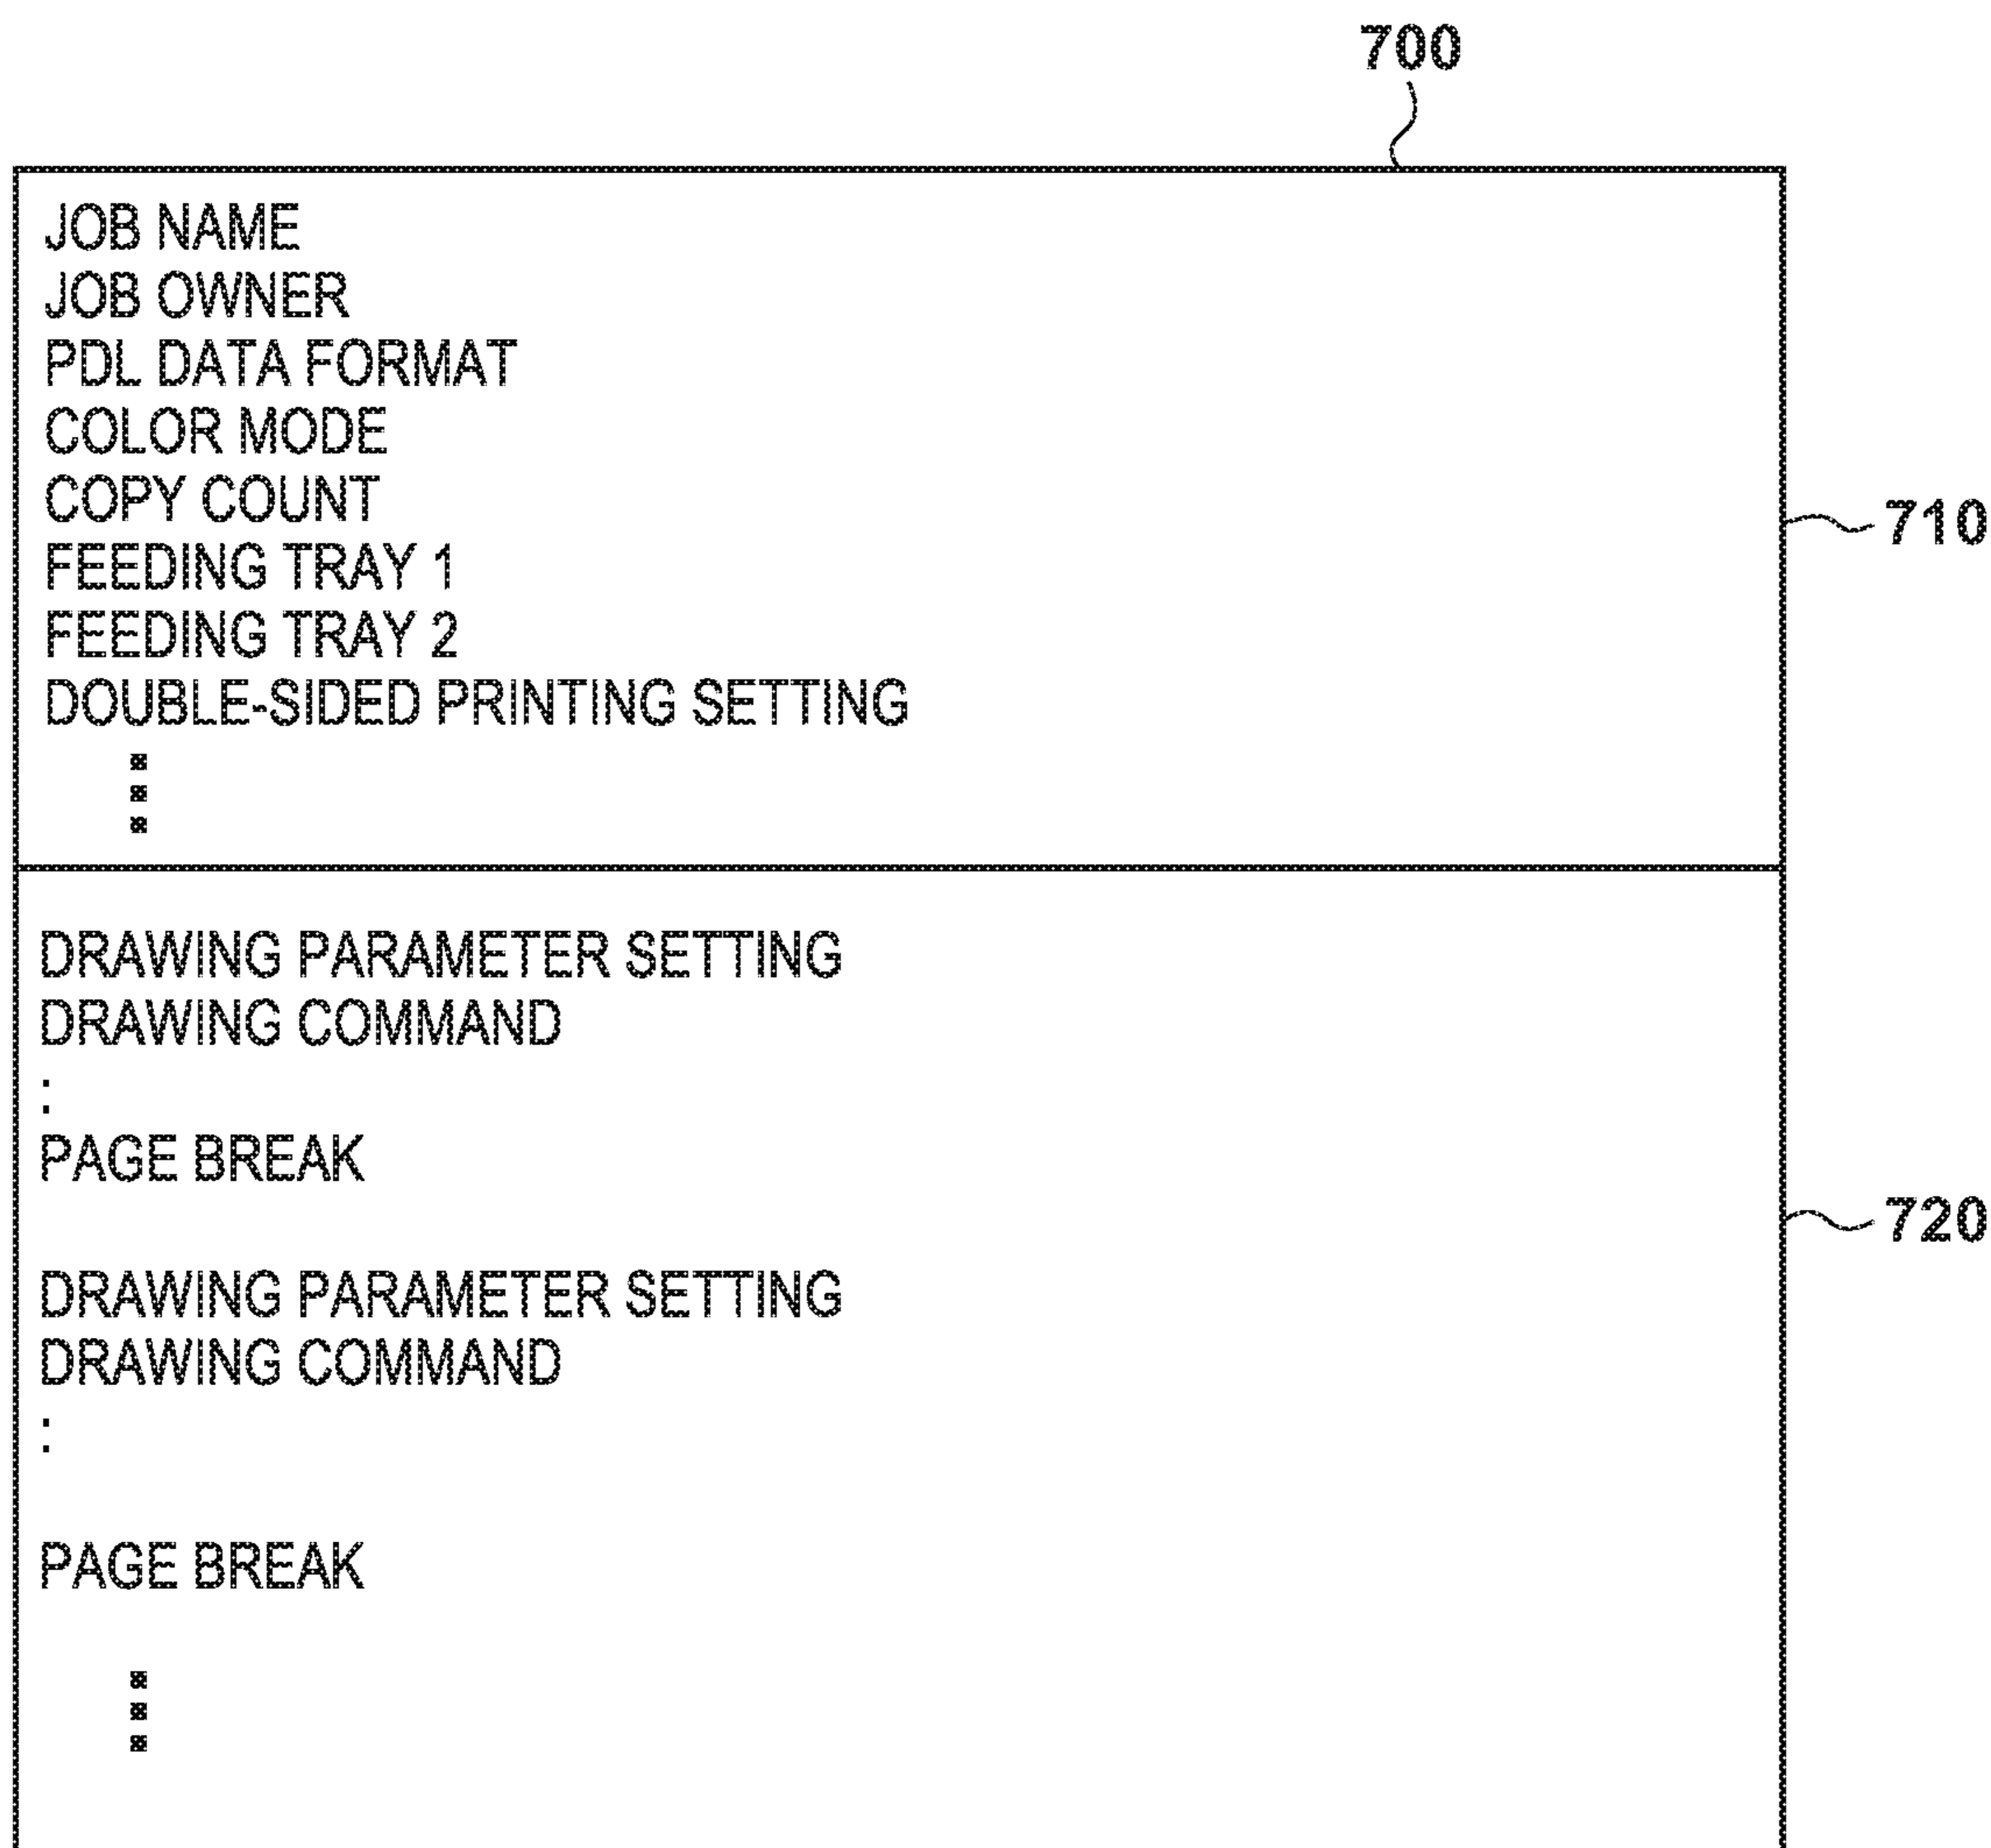 700
JOB NAME
JOB OWNER
PDL DATA FORMAT
COLOR MODE
COPY COUNT
710
FEEDING TRAY 1
FEEDING TRAY 2
DOUBLE-SIDED PRINTING SETTING
DRAWING PARAMETER SETTING
DRAWING COMMAND
:
PAGE BREAK
720
DRAWING PARAMETER SETTING
DRAWING COMMAND
:
PAGE BREAK